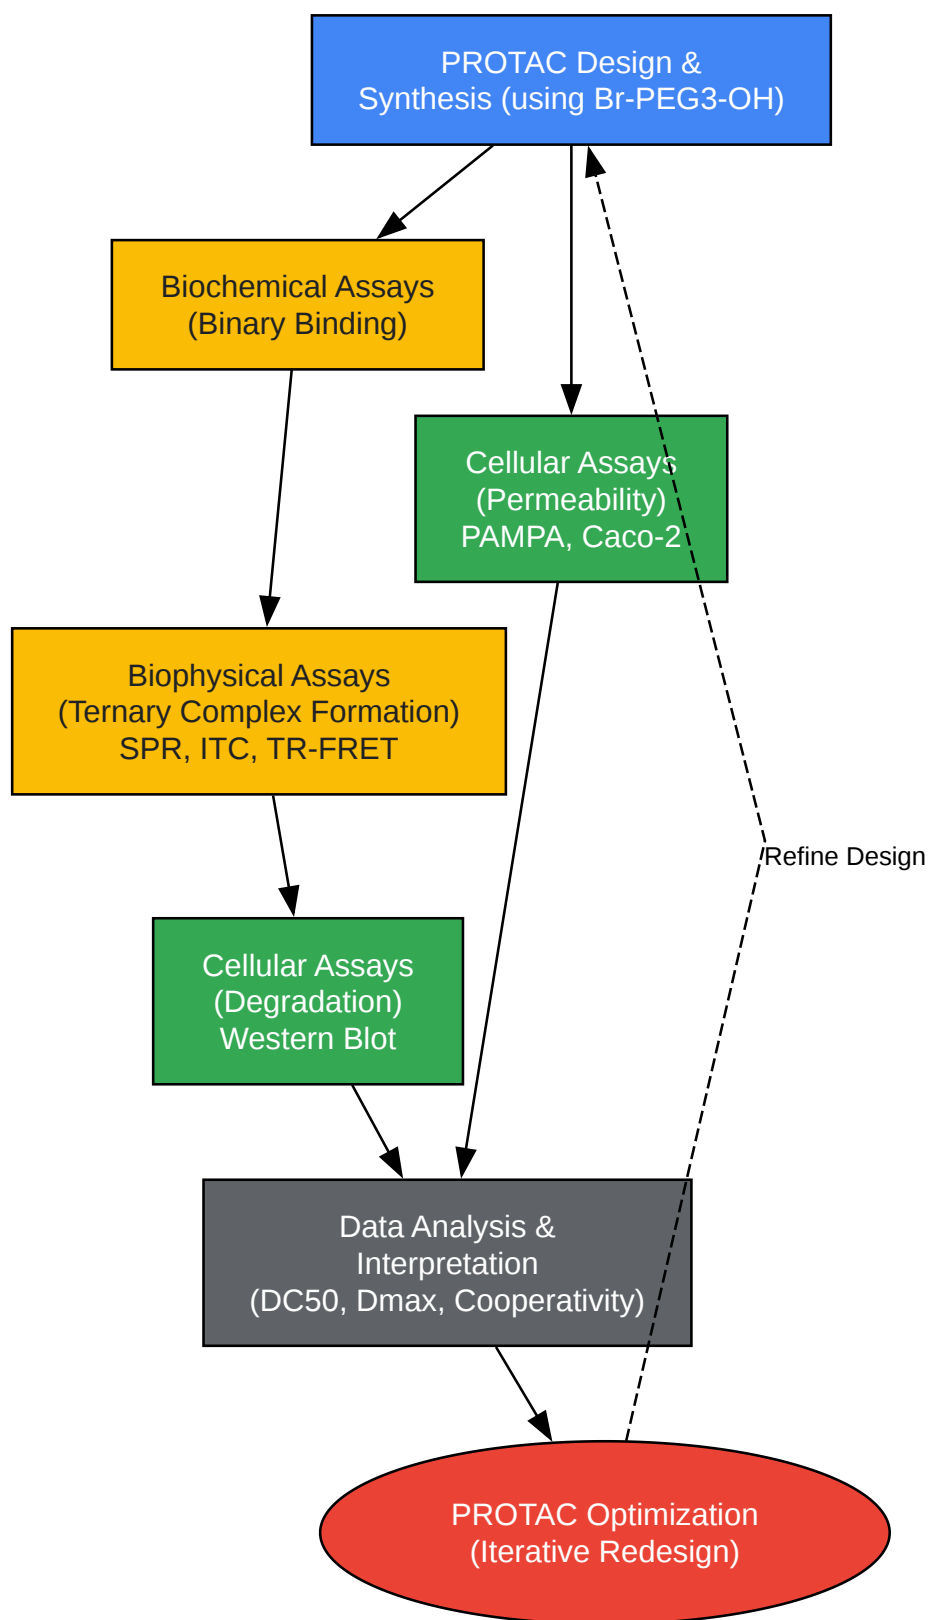 PROTAC Design &
Synthesis (using Br-PEG3-OH)
Biochemical Assays
(Binary Binding)
Cellular Assays
(Permeability)
PAMPA, Caco-2
Biophysical Assays
(Ternary Complex Formation)
SPR, ITC, TR-FRET
Refine Design
Cellular Assays
(Degradation)
Western Blot
Data Analysis &
Interpretation
(DC50, Dmax, Cooperativity)
PROTAC Optimization
(Iterative Redesign)